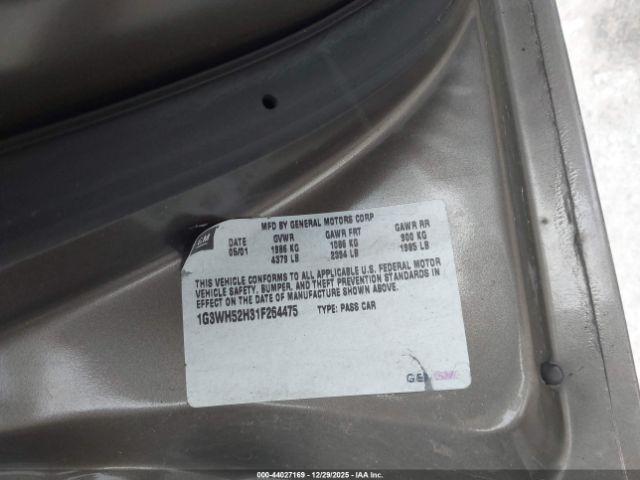 GM
MFD BY GENERAL MOTORS CORP
DATE GVWR GAWR FRT GAWR RR
05/01 1986 KG 1086 KG 900 KG
4379 LB 2394 LB 1985 LB
THIS VEHICLE CONFORMS TO ALL APPLICABLE U.S. FEDERAL MOTOR
VEHICLE SAFETY, BUMPER, AND THEFT PREVENTION STANDARDS IN
EFFECT ON THE DATE OF MANUFACTURE SHOWN ABOVE.
1G3WH52H31F264475 TYPE: PASS CAR
000-44027169 - 12/29/2025 - IAAI, Inc.